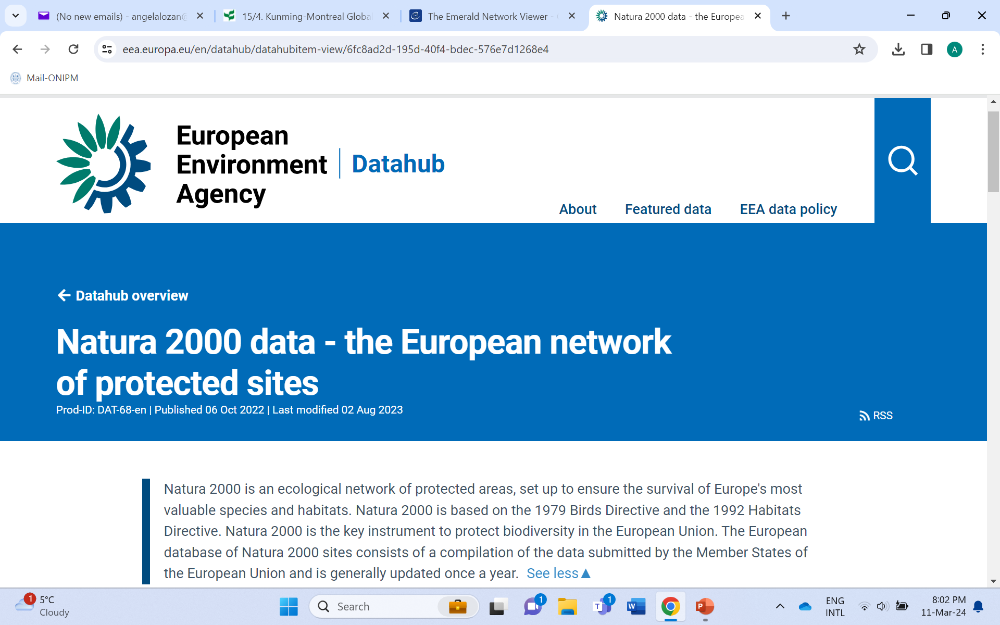 (No new emails) - angelalozan@
15/4. Kunming-Montreal Globa
The Emerald Network Viewer -
Natura 2000 data - the Europea
eea.europa.eu/en/datahub/datahubitem-view/6fc8ad2d-195d-40f4-bdec-576e7d1268e4
A
Mail-ONIPM
European
Environment
Agency
Datahub
About
Featured data
EEA data policy
Datahub overview
Natura 2000 data - the European network
of protected sites
Prod-ID: DAT-68-en | Published 06 Oct 2022 | Last modified 02 Aug 2023
RSS
Natura 2000 is an ecological network of protected areas, set up to ensure the survival of Europe's most
valuable species and habitats. Natura 2000 is based on the 1979 Birds Directive and the 1992 Habitats
Directive. Natura 2000 is the key instrument to protect biodiversity in the European Union. The European
database of Natura 2000 sites consists of a compilation of the data submitted by the Member States of
the European Union and is generally updated once a year. See less
1
5°C
Cloudy
Search
1
T
1
W
P
ENG
INTL
8:02 PM
11-Mar-24